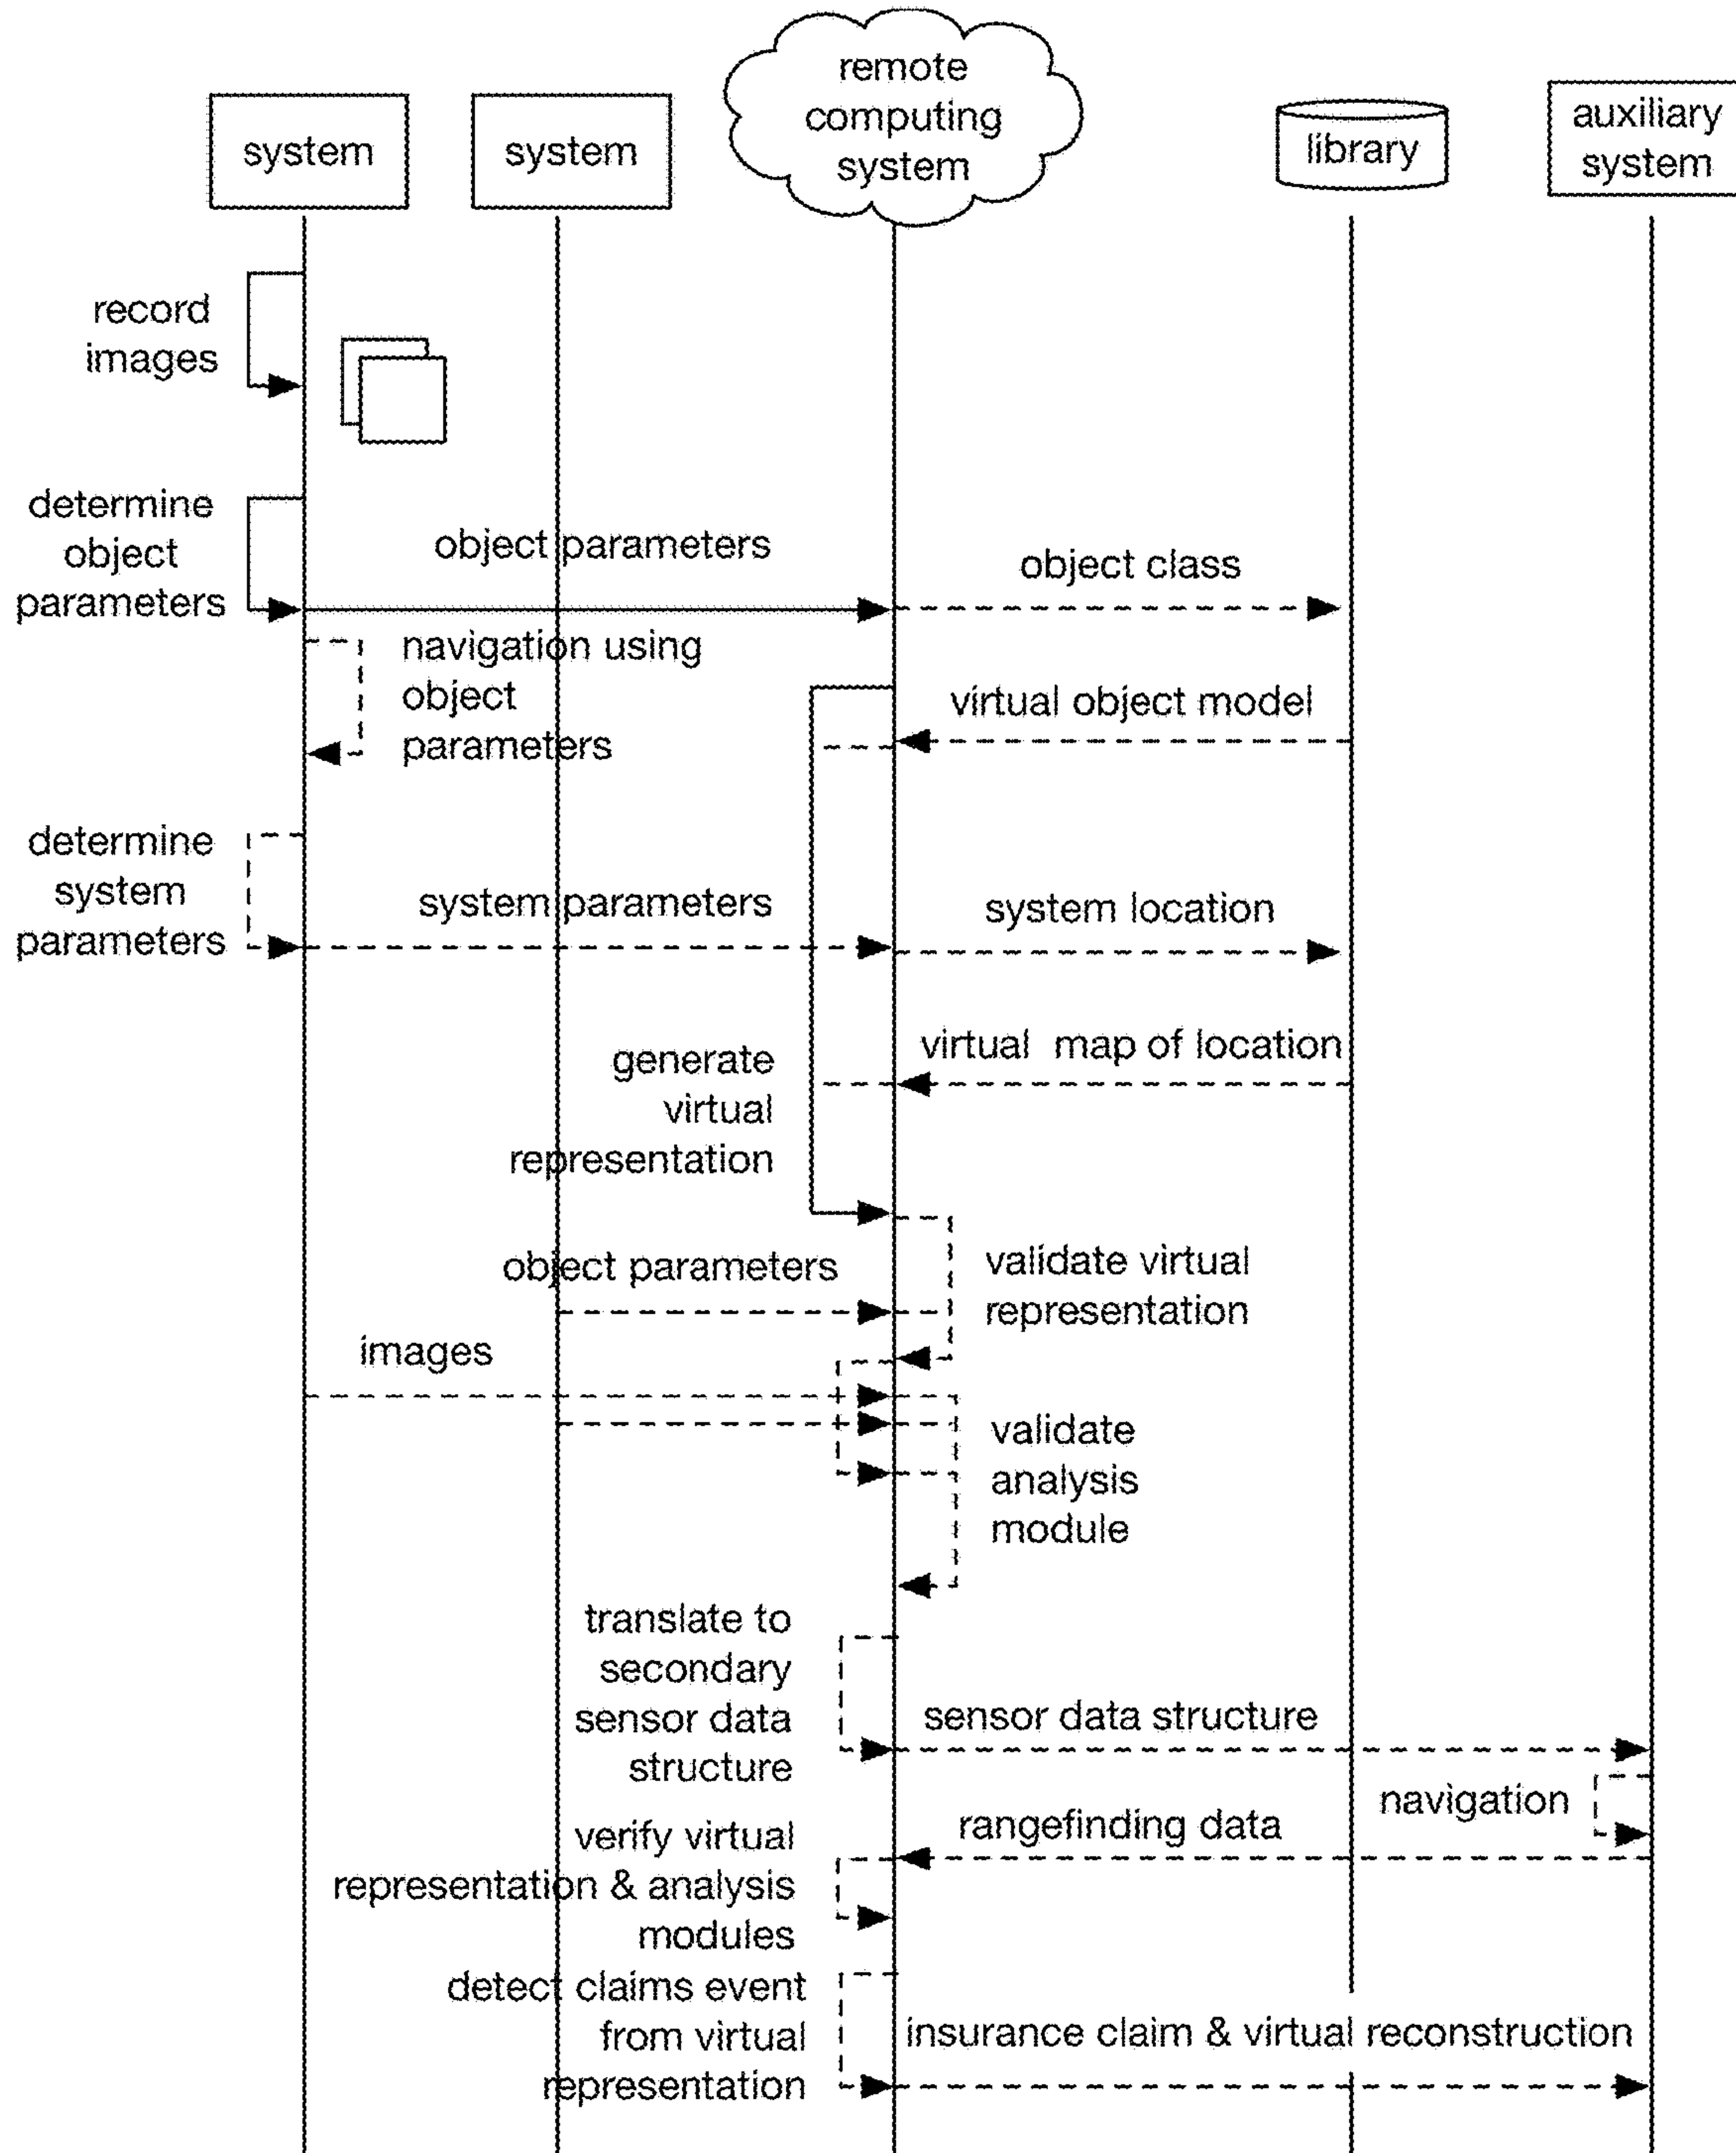 remote
computing
system
system
system
library
auxiliary
system
record
images
determine
object
parameters
object parameters
object class
navigation using
object
parameters
virtual object model
determine
system
parameters
system parameters
system location
virtual  map of location
generate
virtual
representation
object parameters
validate virtual
representation
images
validate
analysis
module
translate to
secondary
sensor data
structure
sensor data structure
navigation
rangefinding data
verify virtual
representation & analysis
modules
detect claims event
from virtual
representation
insurance claim & virtual reconstruction